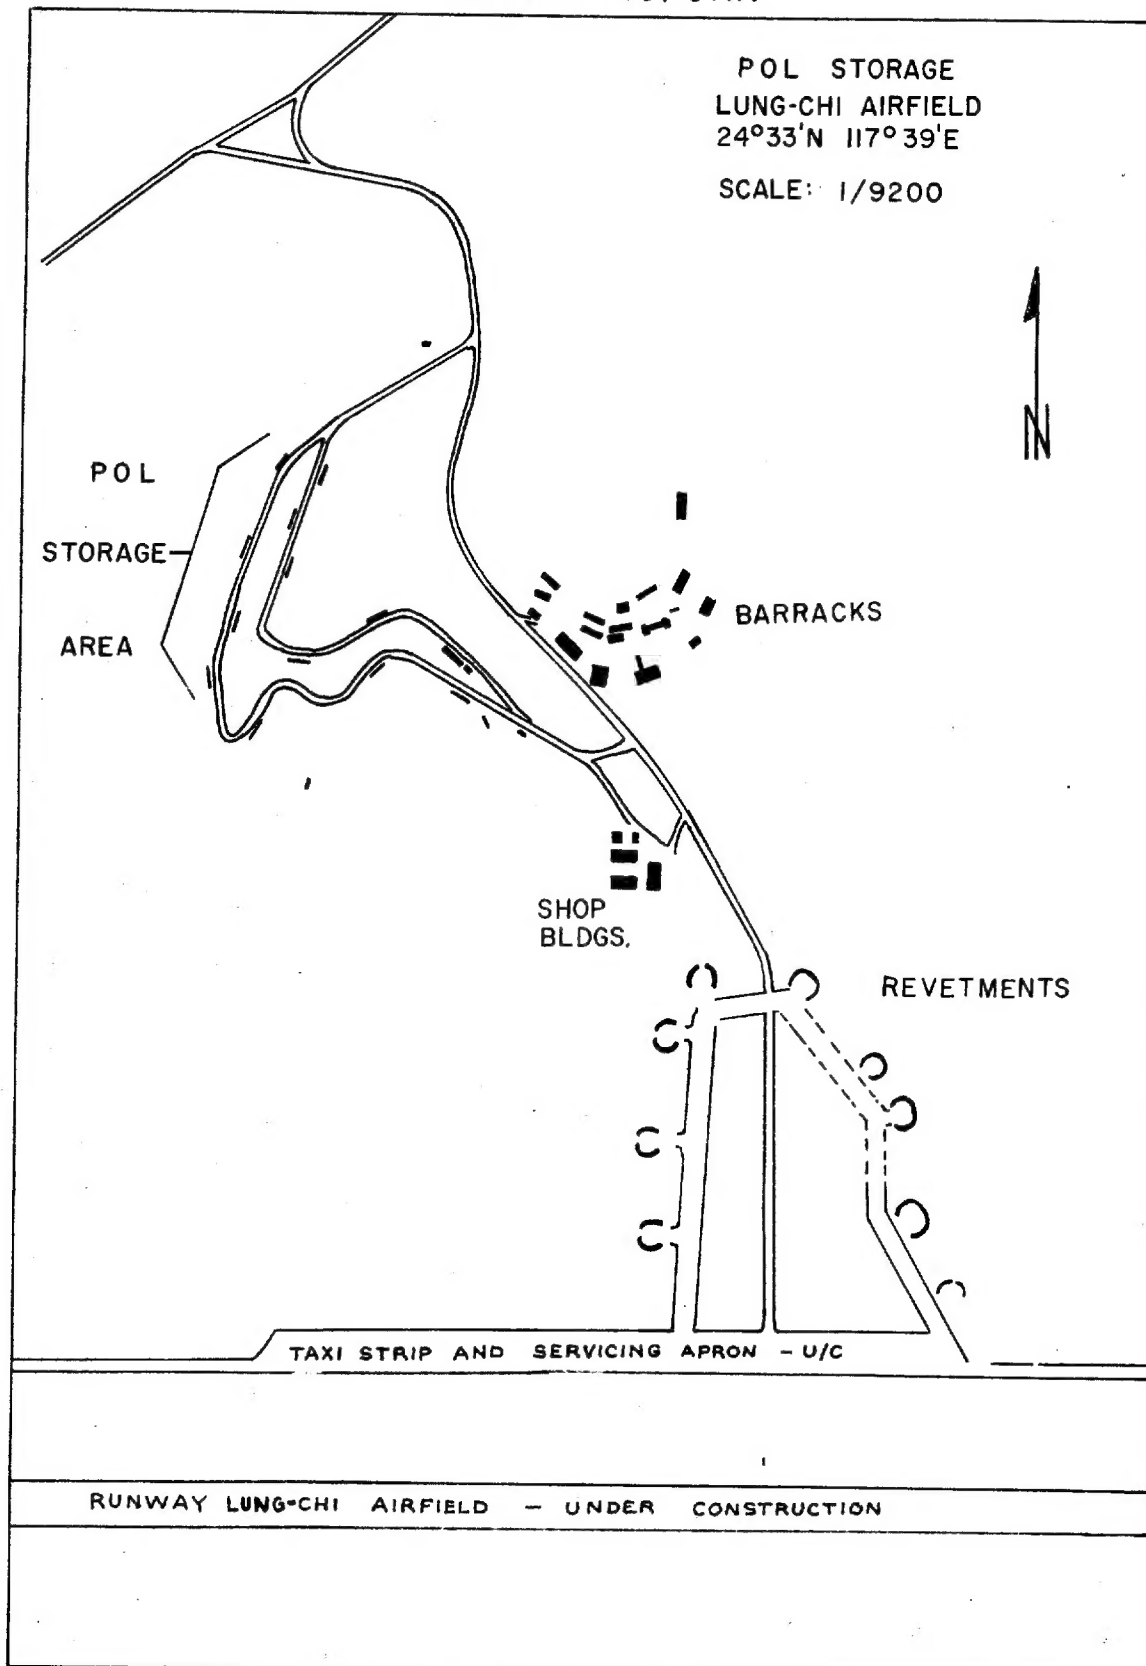 POL STORAGE
LUNG-CHI AIRFIELD
24°33'N 117°39'E
SCALE: 1/9200
N
POL
STORAGE
AREA
BARRACKS
SHOP
BLDGS.
REVETMENTS
TAXI STRIP AND SERVICING APRON - U/C
RUNWAY LUNG-CHI AIRFIELD - UNDER CONSTRUCTION